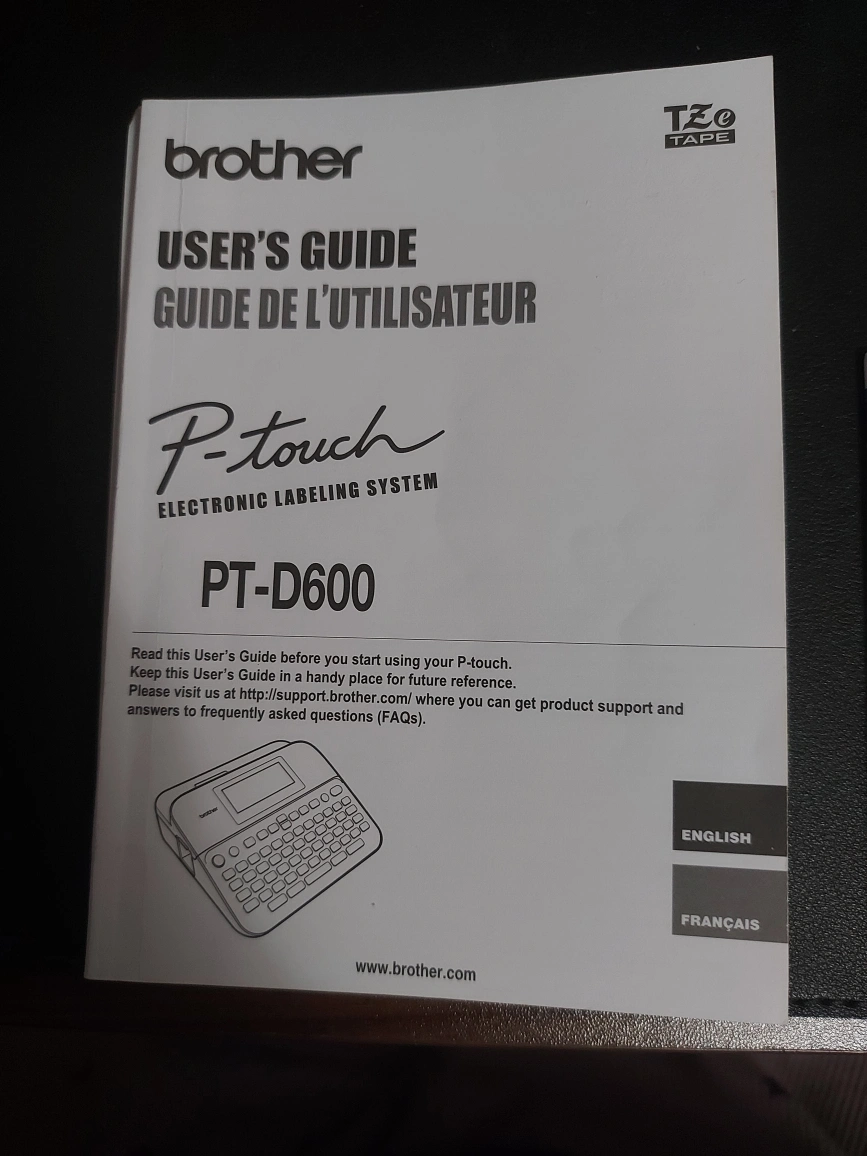 brother
TZe
TAPE
USER'S GUIDE
GUIDE DE L'UTILISATEUR
P-touch
ELECTRONIC LABELING SYSTEM
PT-D600
Read this User's Guide before you start using your P-touch.
Keep this User's Guide in a handy place for future reference.
Please visit us at http://support.brother.com/ where you can get product support and
answers to frequently asked questions (FAQs).
brother
ENGLISH
FRANÇAIS
www.brother.com